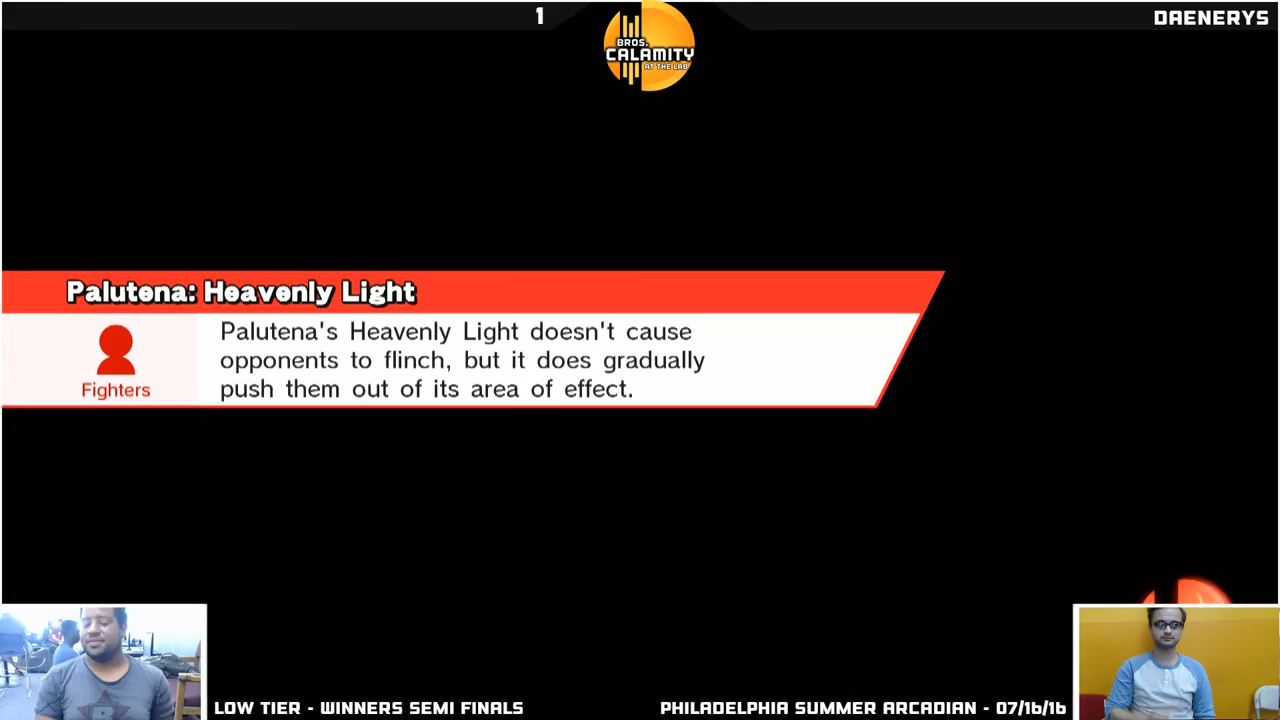 1
DAENERYS
BROS.
CALAMITY
AT THE LAB
Palutena: Heavenly Light
Palutena's Heavenly Light doesn't cause
opponents to flinch, but it does gradually
push them out of its area of effect.
Fighters
LOW TIER - WINNERS SEMI FINALS
PHILADELPHIA SUMMER ARCADIAN - 07/16/16